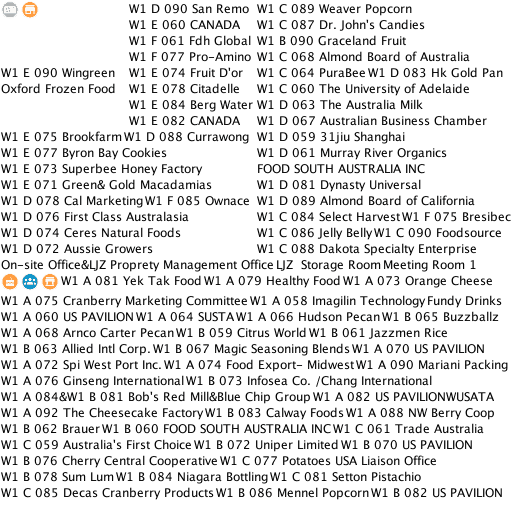 W1 D 090 San Remo W1 C 089 Weaver Popcorn
W1 E 060 CANADA W1 C 087 Dr. John's Candies
W1 F 061 Fdh Global W1 B 090 Graceland Fruit
W1 F 077 Pro-Amino W1 C 068 Almond Board of Australia
W1 E 090 Wingreen W1 E 074 Fruit D'or W1 C 064 PuraBee W1 D 083 Hk Gold Pan
Oxford Frozen Food W1 E 078 Citadelle W1 C 060 The University of Adelaide
W1 E 084 Berg Water W1 D 063 The Australia Milk
W1 E 082 CANADA W1 D 067 Australian Business Chamber
W1 E 075 Brookfarm W1 D 088 Currawong W1 D 059 31jiu Shanghai
W1 E 077 Byron Bay Cookies W1 D 061 Murray River Organics
W1 E 073 Superbee Honey Factory FOOD SOUTH AUSTRALIA INC
W1 E 071 Green& Gold Macadamias W1 D 081 Dynasty Universal
W1 D 078 Cal Marketing W1 F 085 Ownace W1 D 089 Almond Board of California
W1 D 076 First Class Australasia W1 C 084 Select Harvest W1 F 075 Bresibec
W1 D 074 Ceres Natural Foods W1 C 086 Jelly Belly W1 C 090 Foodsource
W1 D 072 Aussie Growers W1 C 088 Dakota Specialty Enterprise
On-site Office&LJZ Proprety Management Office LJZ Storage Room Meeting Room 1
W1 A 081 Yek Tak Food W1 A 079 Healthy Food W1 A 073 Orange Cheese
W1 A 075 Cranberry Marketing Committee W1 A 058 Imagilin Technology Fundy Drinks
W1 A 060 US PAVILION W1 A 064 SUSTA W1 A 066 Hudson Pecan W1 B 065 Buzzballz
W1 A 068 Arnco Carter Pecan W1 B 059 Citrus World W1 B 061 Jazzmen Rice
W1 B 063 Allied Intl Corp. W1 B 067 Magic Seasoning Blends W1 A 070 US PAVILION
W1 A 072 Spi West Port Inc. W1 A 074 Food Export- Midwest W1 A 090 Mariani Packing
W1 A 076 Ginseng International W1 B 073 Infosea Co. /Chang International
W1 A 084&W1 B 081 Bob's Red Mill&Blue Chip Group W1 A 082 US PAVILION WUSATA
W1 A 092 The Cheesecake Factory W1 B 083 Calway Foods W1 A 088 NW Berry Coop
W1 B 062 Brauer W1 B 060 FOOD SOUTH AUSTRALIA INC W1 C 061 Trade Australia
W1 C 059 Australia's First Choice W1 B 072 Uniper Limited W1 B 070 US PAVILION
W1 B 076 Cherry Central Cooperative W1 C 077 Potatoes USA Liaison Office
W1 B 078 Sum Lum W1 B 084 Niagara Bottling W1 C 081 Setton Pistachio
W1 C 085 Decas Cranberry Products W1 B 086 Mennel Popcorn W1 B 082 US PAVILION